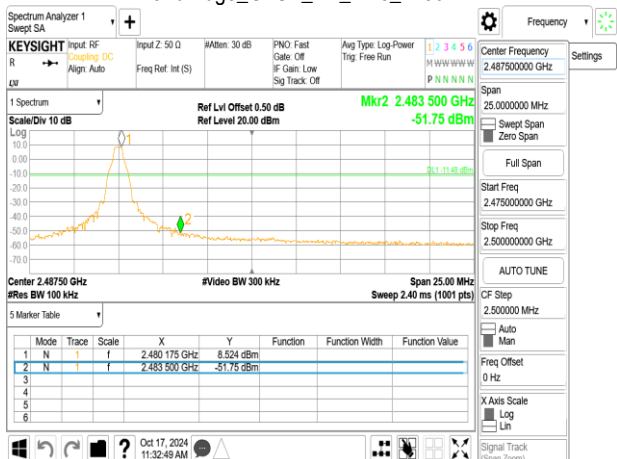 Spectrum Analyzer 1
Swept SA
Frequency
KEYSIGHT Input: RF
R
Coupling: DC
Align: Auto
LXI
Input Z: 50 Ω
Freq Ref: Int (S)
#Atten: 30 dB
PNO: Fast
Gate: Off
IF Gain: Low
Sig Track: Off
Avg Type: Log-Power
Trig: Free Run
1 2 3 4 5 6
M W W W W W
P N N N N N
Settings
Center Frequency
2.487500000 GHz
Span
25.0000000 MHz
Swept Span
Zero Span
Full Span
Start Freq
2.475000000 GHz
Stop Freq
2.500000000 GHz
AUTO TUNE
CF Step
2.500000 MHz
Auto
Man
Freq Offset
0 Hz
X Axis Scale
Log
Lin
Signal Track
(Span Zoom)
1 Spectrum
Scale/Div 10 dB
Ref Lvl Offset 0.50 dB
Ref Level 20.00 dBm
Mkr2 2.483 500 GHz
-51.75 dBm
Log
10.0
0.00
-10.0
-20.0
-30.0
-40.0
-50.0
-60.0
-70.0
1
2
DL1 -11.48 dBm
Center 2.48750 GHz
#Video BW 300 kHz
Span 25.00 MHz
#Res BW 100 kHz
Sweep 2.40 ms (1001 pts)
5 Marker Table
Mode Trace Scale X Y Function Function Width Function Value
1 N 1 f 2.480 175 GHz 8.524 dBm
2 N 1 f 2.483 500 GHz -51.75 dBm
3
4
5
6
Oct 17, 2024
11:32:49 AM